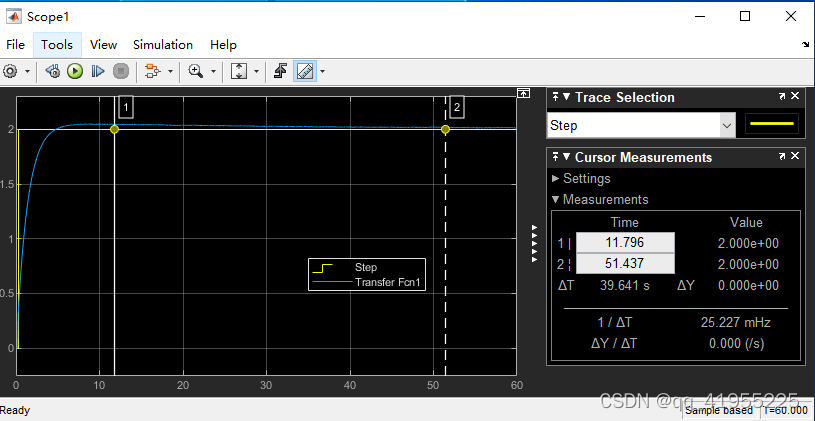 Scope1
File Tools View Simulation Help
1
2
2
1.5
1
0.5
0
0 10 20 30 40 50 60
Step
Transfer Fcn1
Trace Selection
Step
Cursor Measurements
Settings
Measurements
Time Value
1 | 11.796 2.000e+00
2 ¦ 51.437 2.000e+00
ΔT 39.641 s ΔY 0.000e+00
1 / ΔT 25.227 mHz
ΔY / ΔT 0.000 (/s)
CSDN @qq_41955225
Ready Sample based T=60.000